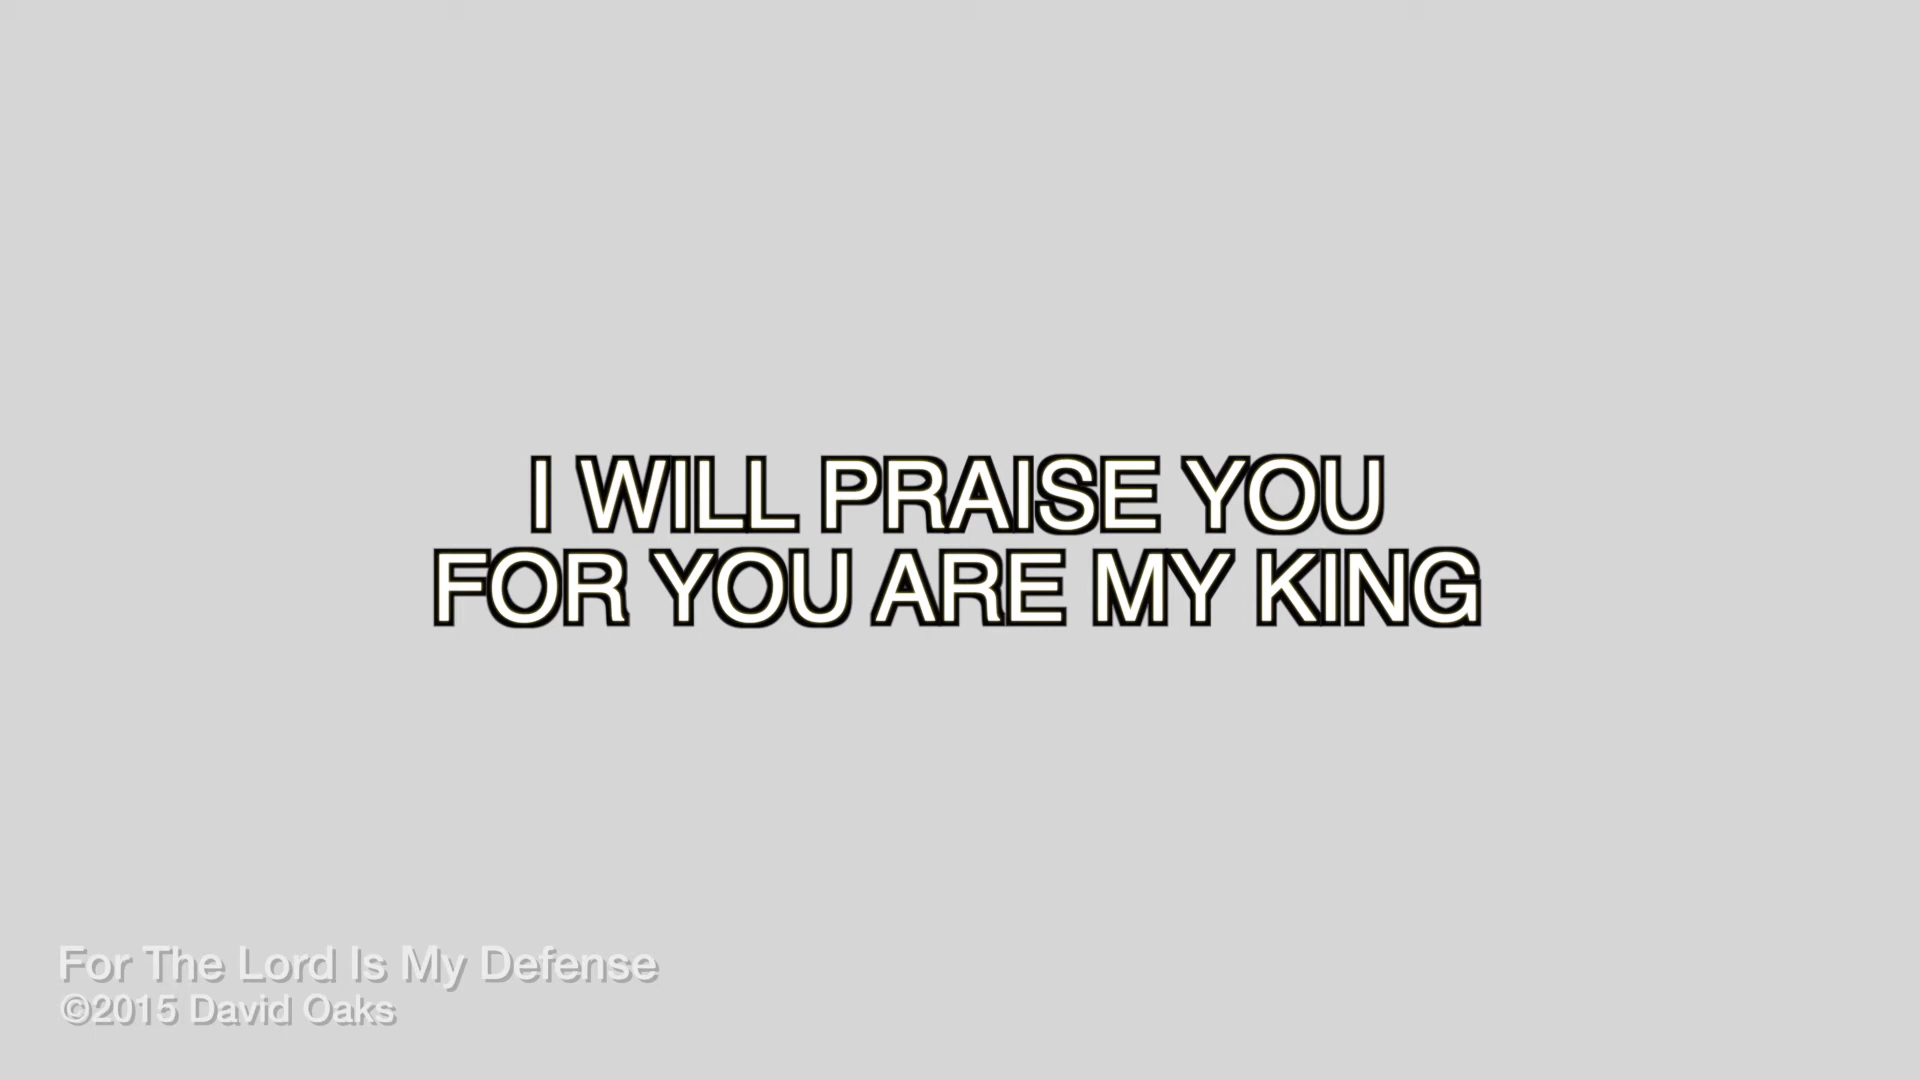 I WILL PRAISE YOU
FOR YOU ARE MY KING
For The Lord Is My Defense
©2015 David Oaks